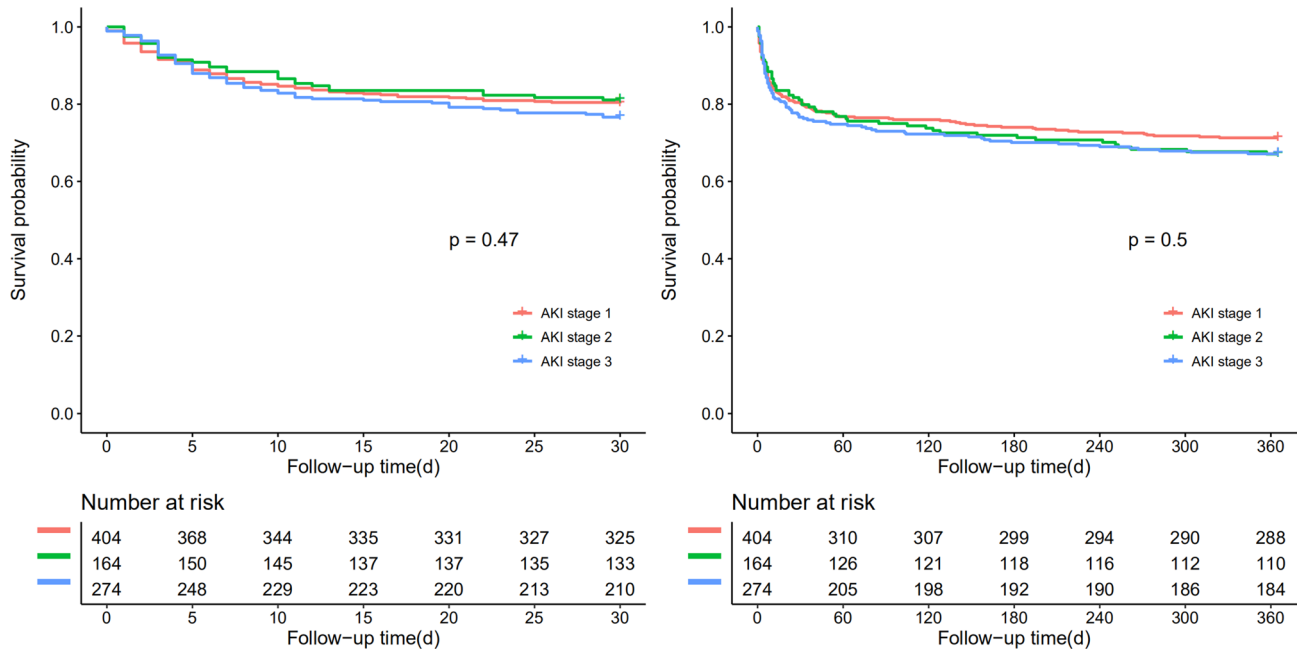 1.0
0.8
0.6
0.4
0.2
0.0
Survival probability
p = 0.47
AKI stage 1
AKI stage 2
AKI stage 3
0 5 10 15 20 25 30
Follow-up time(d)
Number at risk
404 368 344 335 331 327 325
164 150 145 137 137 135 133
274 248 229 223 220 213 210
0 5 10 15 20 25 30
Follow-up time(d)
1.0
0.8
0.6
0.4
0.2
0.0
Survival probability
p = 0.5
AKI stage 1
AKI stage 2
AKI stage 3
0 60 120 180 240 300 360
Follow-up time(d)
Number at risk
404 310 307 299 294 290 288
164 126 121 118 116 112 110
274 205 198 192 190 186 184
0 60 120 180 240 300 360
Follow-up time(d)